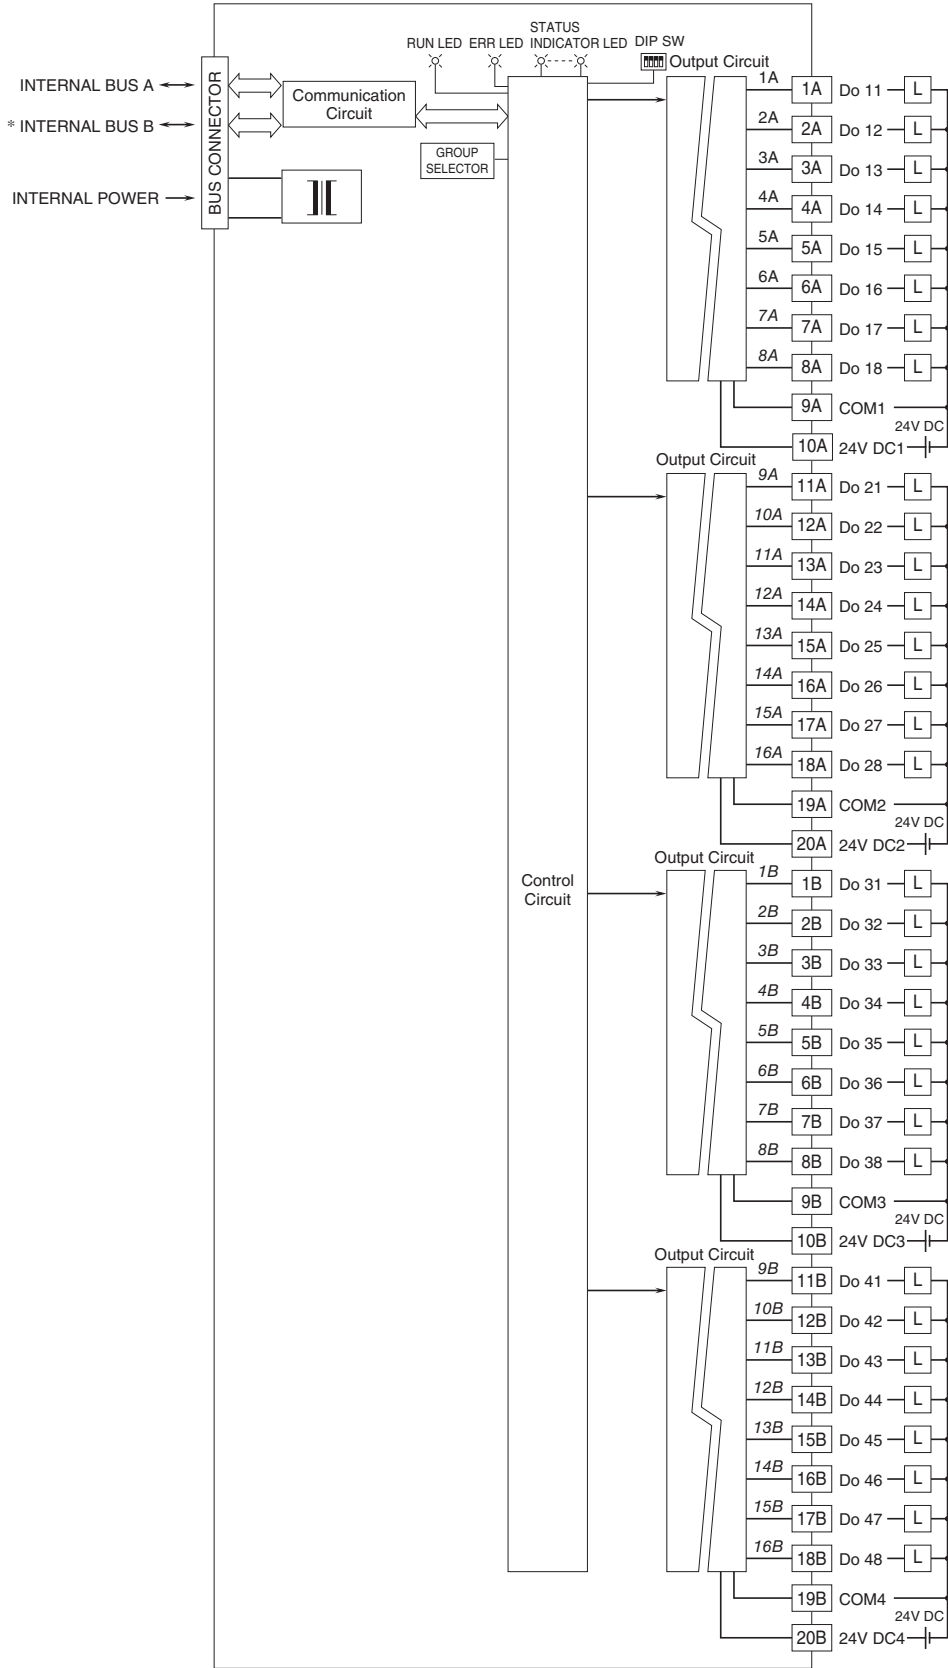 STATUS
RUN LED ERR LED INDICATOR LED DIP SW
INTERNAL BUS A
* INTERNAL BUS B
INTERNAL POWER
BUS CONNECTOR
Communication
Circuit
GROUP
SELECTOR
Control
Circuit
Output Circuit
1A 1A Do 11 L
2A 2A Do 12 L
3A 3A Do 13 L
4A 4A Do 14 L
5A 5A Do 15 L
6A 6A Do 16 L
7A 7A Do 17 L
8A 8A Do 18 L
9A COM1
24V DC
10A 24V DC1
Output Circuit
9A 11A Do 21 L
10A 12A Do 22 L
11A 13A Do 23 L
12A 14A Do 24 L
13A 15A Do 25 L
14A 16A Do 26 L
15A 17A Do 27 L
16A 18A Do 28 L
19A COM2
24V DC
20A 24V DC2
Output Circuit
1B 1B Do 31 L
2B 2B Do 32 L
3B 3B Do 33 L
4B 4B Do 34 L
5B 5B Do 35 L
6B 6B Do 36 L
7B 7B Do 37 L
8B 8B Do 38 L
9B COM3
24V DC
10B 24V DC3
Output Circuit
9B 11B Do 41 L
10B 12B Do 42 L
11B 13B Do 43 L
12B 14B Do 44 L
13B 15B Do 45 L
14B 16B Do 46 L
15B 17B Do 47 L
16B 18B Do 48 L
19B COM4
24V DC
20B 24V DC4